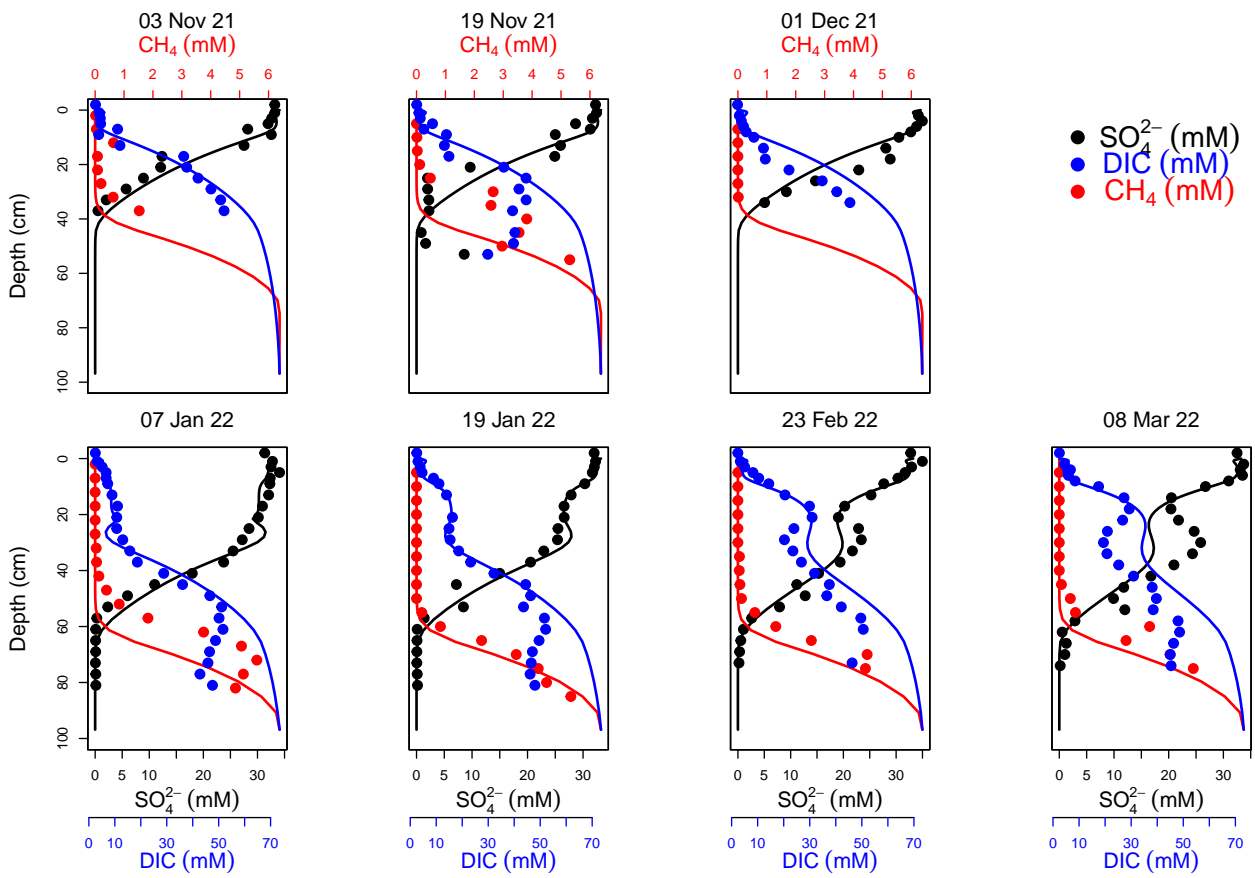 03 Nov 21 19 Nov 21 01 Dec 21
CH₄ (mM) CH₄ (mM) CH₄ (mM)
0 1 2 3 4 5 6 0 1 2 3 4 5 6 0 1 2 3 4 5 6
SO₄²⁻ (mM)
DIC (mM)
CH₄ (mM)
Depth (cm)
0
20
40
60
80
100
07 Jan 22 19 Jan 22 23 Feb 22 08 Mar 22
Depth (cm)
0
20
40
60
80
100
0 5 10 20 30 0 5 10 20 30 0 5 10 20 30 0 5 10 20 30
SO₄²⁻ (mM) SO₄²⁻ (mM) SO₄²⁻ (mM) SO₄²⁻ (mM)
0 10 30 50 70 0 10 30 50 70 0 10 30 50 70 0 10 30 50 70
DIC (mM) DIC (mM) DIC (mM) DIC (mM)